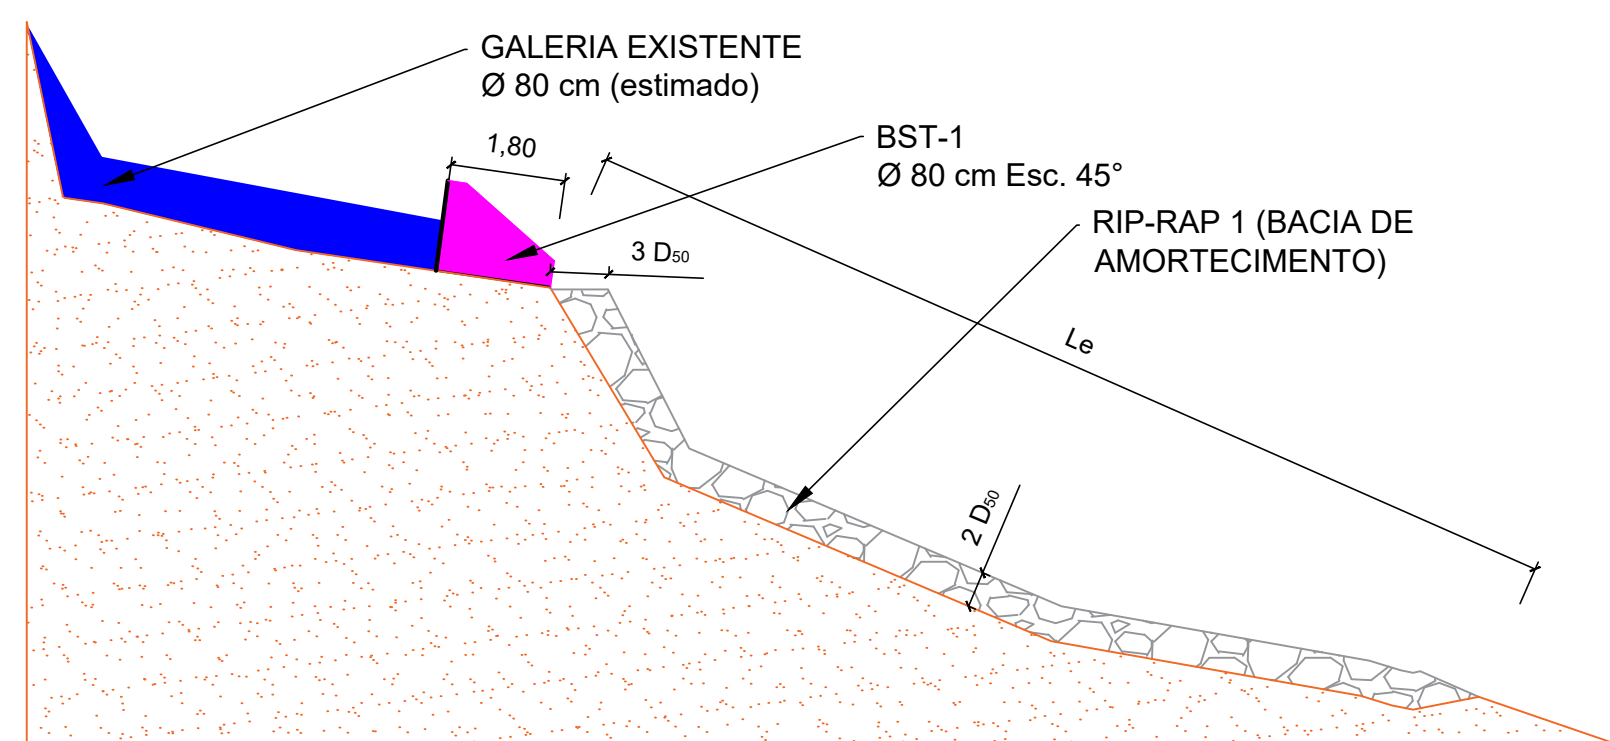 GALERIA EXISTENTE
Ø 80 cm (estimado)
1,80
BST-1
Ø 80 cm Esc. 45°
RIP-RAP 1 (BACIA DE
AMORTECIMENTO)
3 D₅₀
Le
2 D₅₀